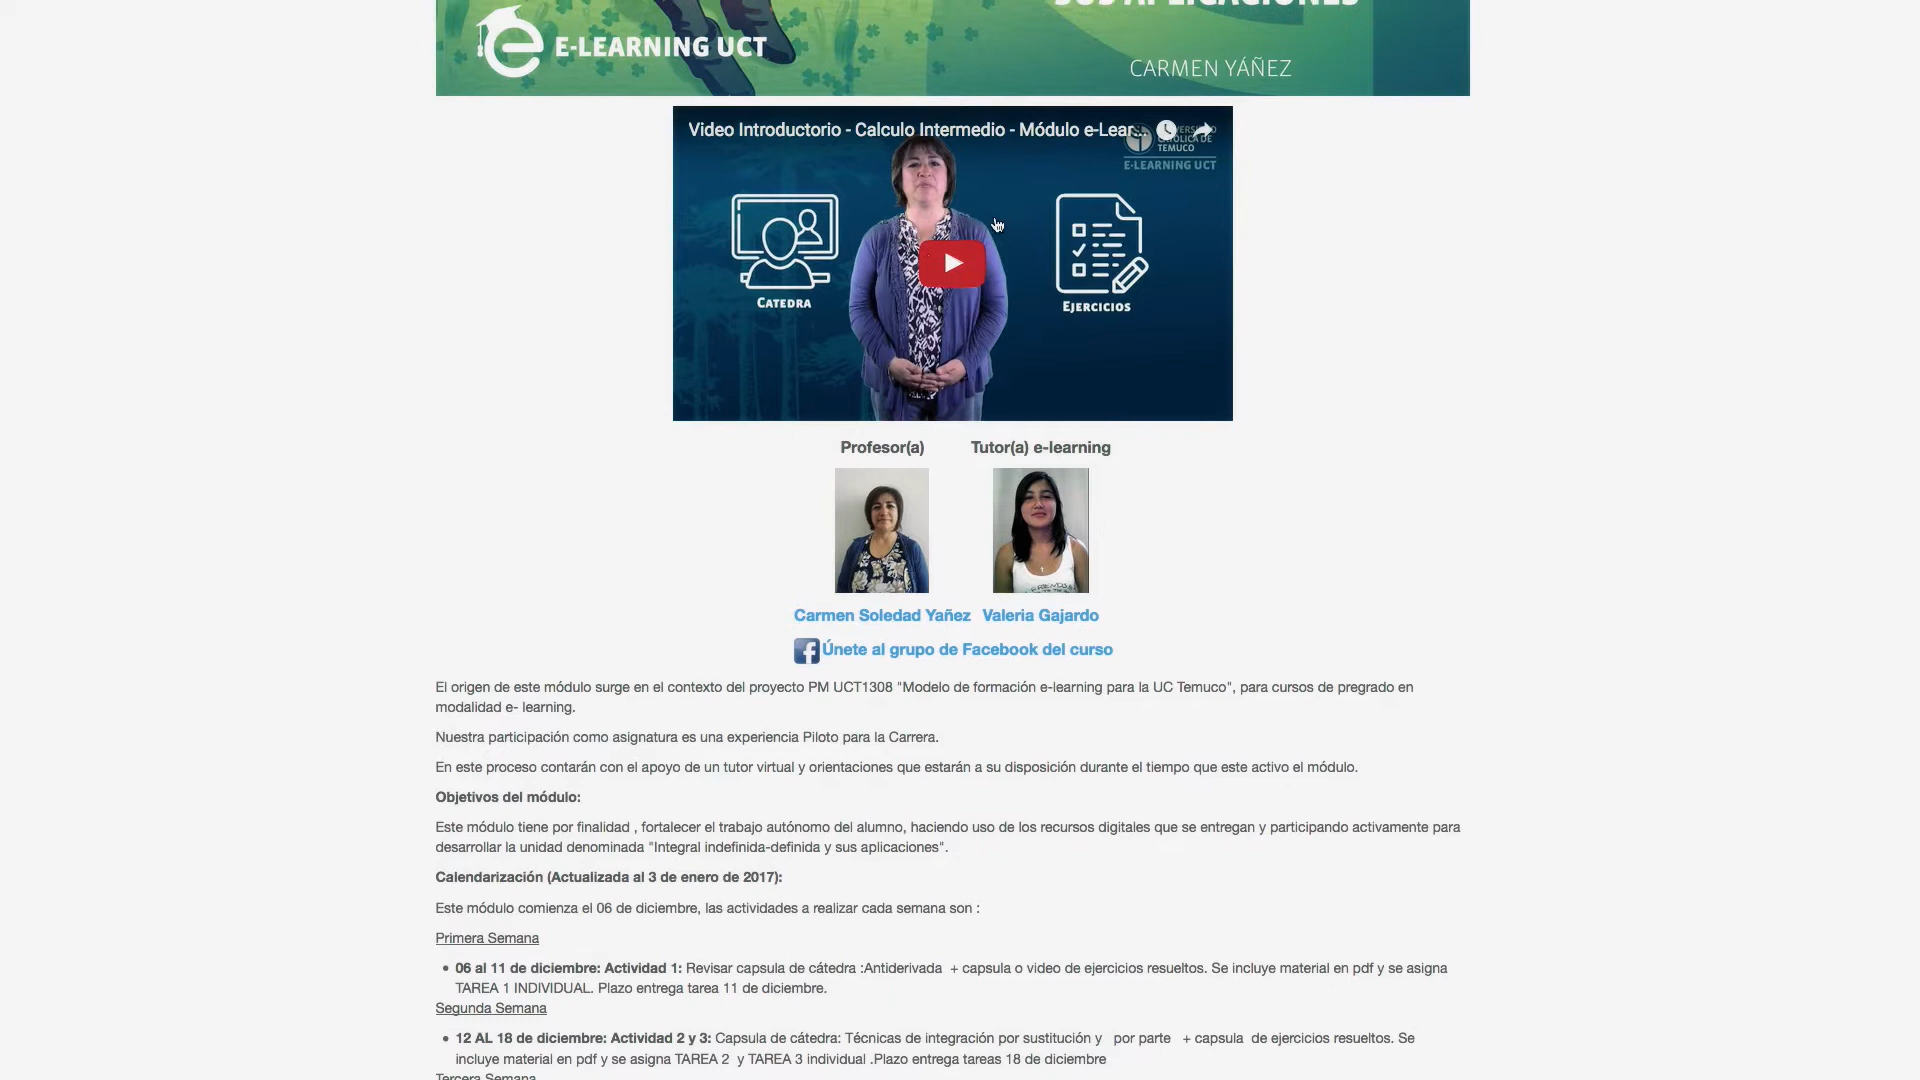 SUS APLICACIONES
E-LEARNING UCT
CARMEN YÁÑEZ
Video Introductorio - Calculo Intermedio - Módulo e-Lear...
CATÓLICA DE
TEMUCO
E-LEARNING UCT
CATEDRA
EJERCICIOS
Profesor(a) Tutor(a) e-learning
Carmen Soledad Yañez Valeria Gajardo
Únete al grupo de Facebook del curso
El origen de este módulo surge en el contexto del proyecto PM UCT1308 "Modelo de formación e-learning para la UC Temuco", para cursos de pregrado en
modalidad e- learning.
Nuestra participación como asignatura es una experiencia Piloto para la Carrera.
En este proceso contarán con el apoyo de un tutor virtual y orientaciones que estarán a su disposición durante el tiempo que este activo el módulo.
Objetivos del módulo:
Este módulo tiene por finalidad , fortalecer el trabajo autónomo del alumno, haciendo uso de los recursos digitales que se entregan y participando activamente para
desarrollar la unidad denominada "Integral indefinida-definida y sus aplicaciones".
Calendarización (Actualizada al 3 de enero de 2017):
Este módulo comienza el 06 de diciembre, las actividades a realizar cada semana son :
Primera Semana
• 06 al 11 de diciembre: Actividad 1: Revisar capsula de cátedra :Antiderivada + capsula o video de ejercicios resueltos. Se incluye material en pdf y se asigna
TAREA 1 INDIVIDUAL. Plazo entrega tarea 11 de diciembre.
Segunda Semana
• 12 AL 18 de diciembre: Actividad 2 y 3: Capsula de cátedra: Técnicas de integración por sustitución y por parte + capsula de ejercicios resueltos. Se
incluye material en pdf y se asigna TAREA 2 y TAREA 3 individual .Plazo entrega tareas 18 de diciembre
Tercera Semana